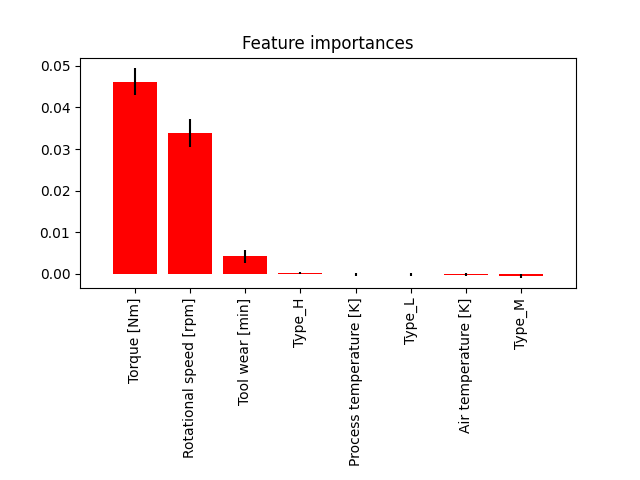 Feature importances
0.05
0.04
0.03
0.02
0.01
0.00
Torque [Nm]
Rotational speed [rpm]
Tool wear [min]
Type_H
Process temperature [K]
Type_L
Air temperature [K]
Type_M